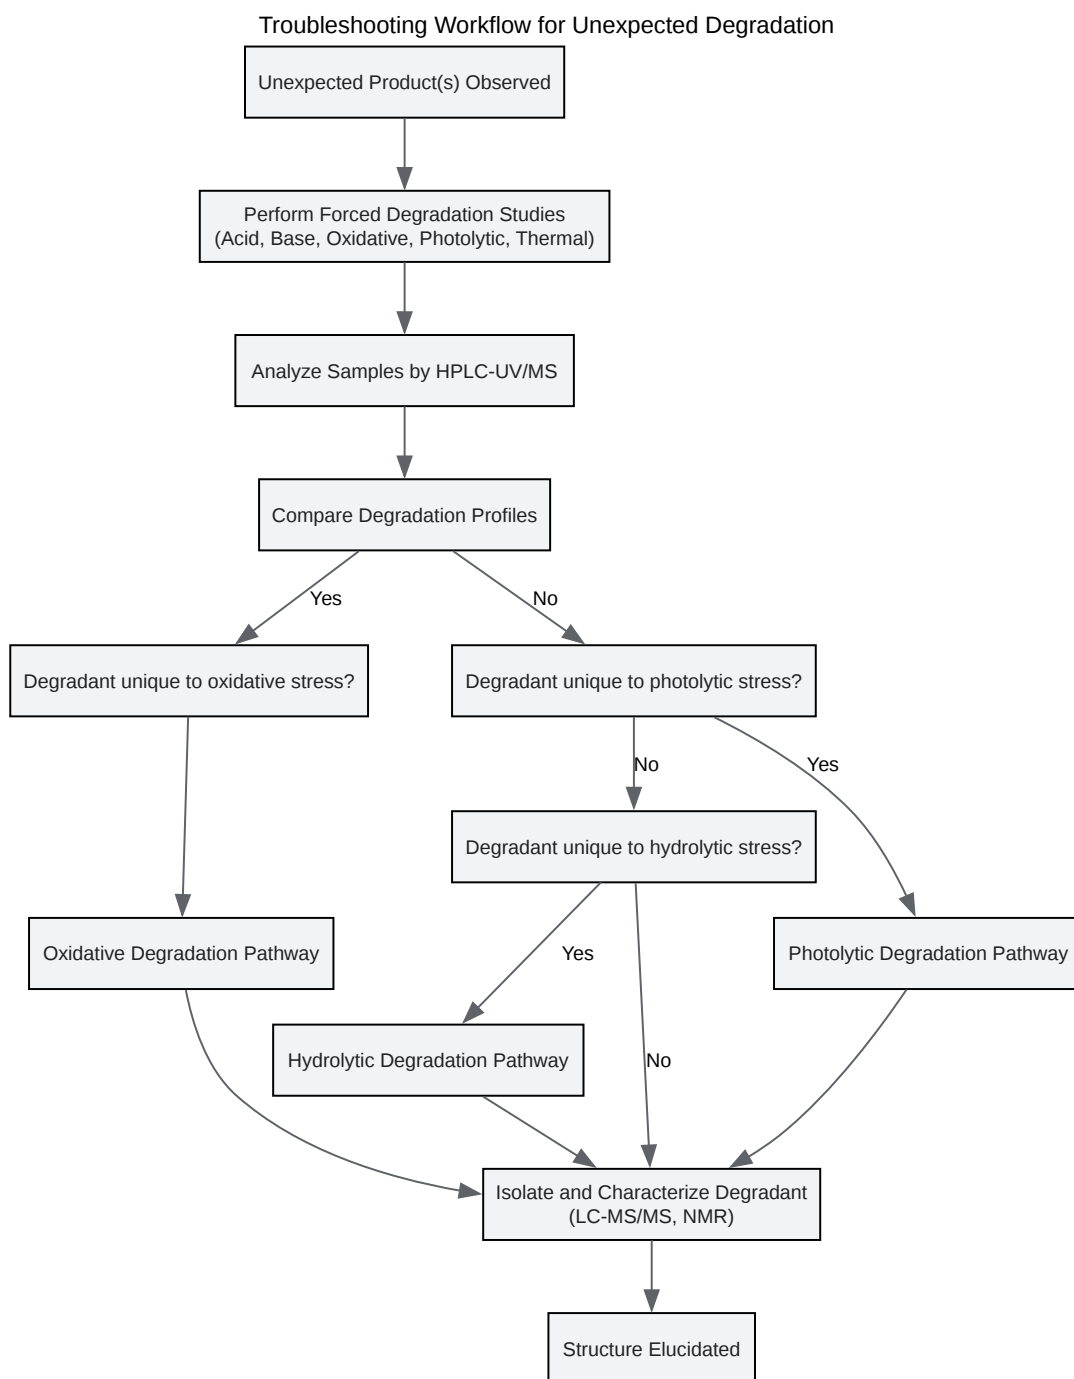 Troubleshooting Workflow for Unexpected Degradation
Unexpected Product(s) Observed
Perform Forced Degradation Studies
(Acid, Base, Oxidative, Photolytic, Thermal)
Analyze Samples by HPLC-UV/MS
Compare Degradation Profiles
Yes
No
Degradant unique to oxidative stress?
Degradant unique to photolytic stress?
No
Yes
Degradant unique to hydrolytic stress?
Oxidative Degradation Pathway
Yes
Photolytic Degradation Pathway
Hydrolytic Degradation Pathway
No
Isolate and Characterize Degradant
(LC-MS/MS, NMR)
Structure Elucidated